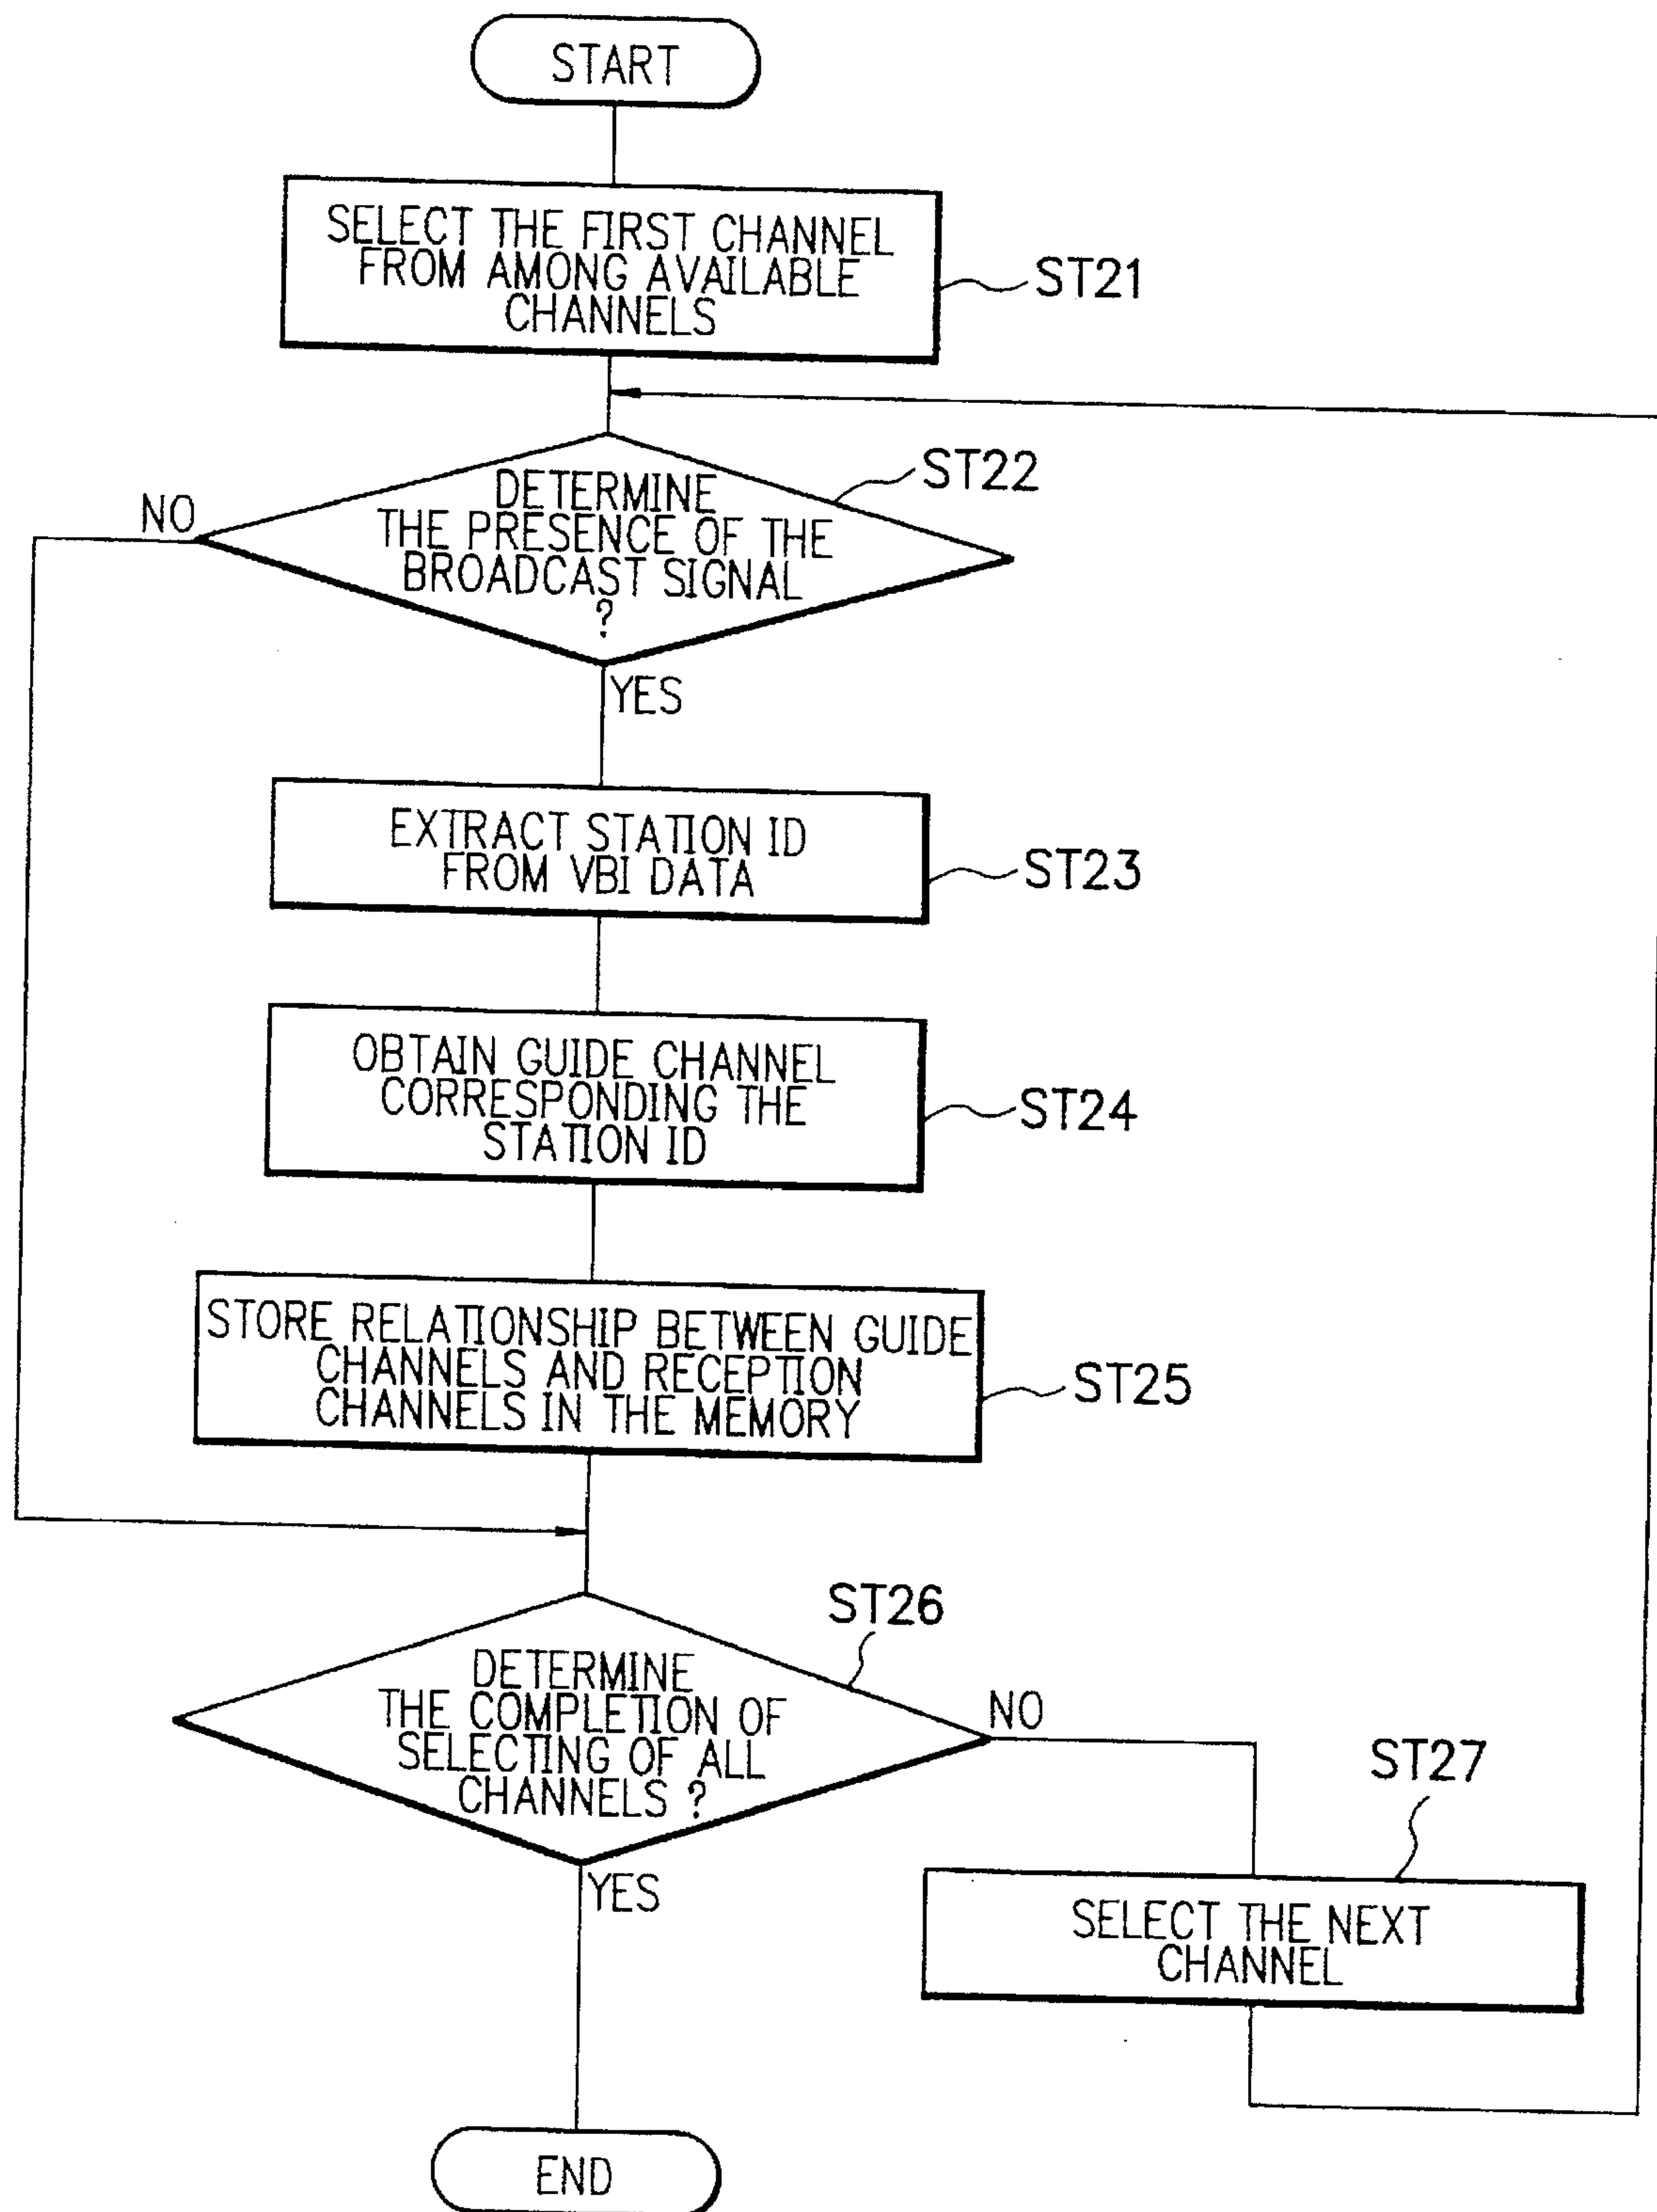 START
SELECT THE FIRST CHANNEL
FROM AMONG AVAILABLE
CHANNELS
ST21
ST22
NO
DETERMINE
THE PRESENCE OF THE
BROADCAST SIGNAL
?
YES
EXTRACT STATION ID
FROM VBI DATA
ST23
OBTAIN GUIDE CHANNEL
CORRESPONDING THE
STATION ID
ST24
STORE RELATIONSHIP BETWEEN GUIDE
CHANNELS AND RECEPTION
CHANNELS IN THE MEMORY
ST25
ST26
DETERMINE
THE COMPLETION OF
SELECTING OF ALL
CHANNELS ?
NO
YES
ST27
SELECT THE NEXT
CHANNEL
END